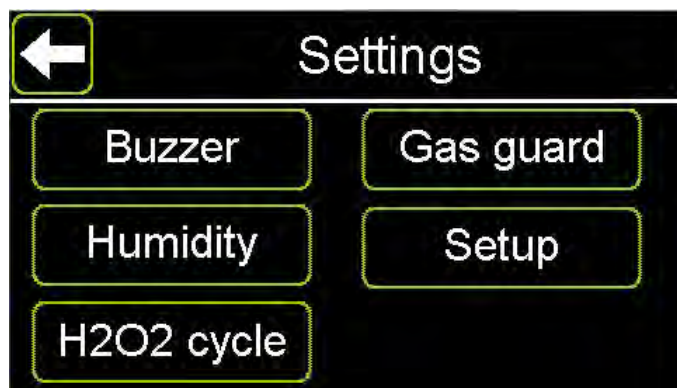 Settings
Buzzer
Gas guard
Humidity
Setup
H2O2 cycle